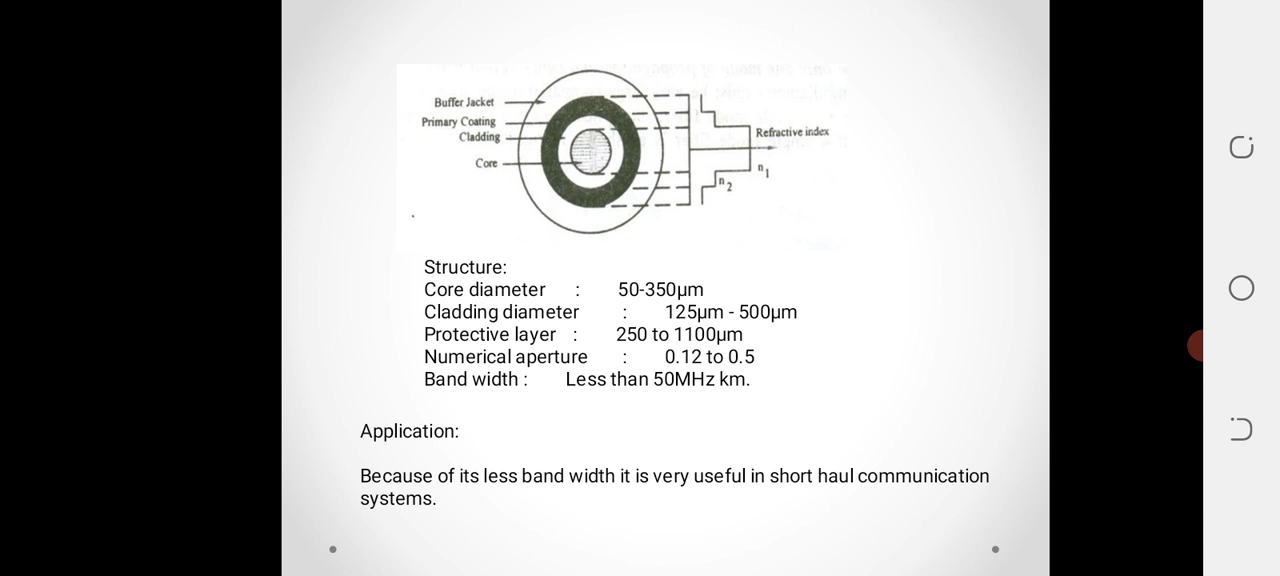 Buffer Jacket
Primary Coating
Cladding
Core
Refractive index
n1
n2
Structure:
Core diameter : 50-350μm
Cladding diameter : 125μm - 500μm
Protective layer : 250 to 1100μm
Numerical aperture : 0.12 to 0.5
Band width : Less than 50MHz km.
Application:
Because of its less band width it is very useful in short haul communication
systems.